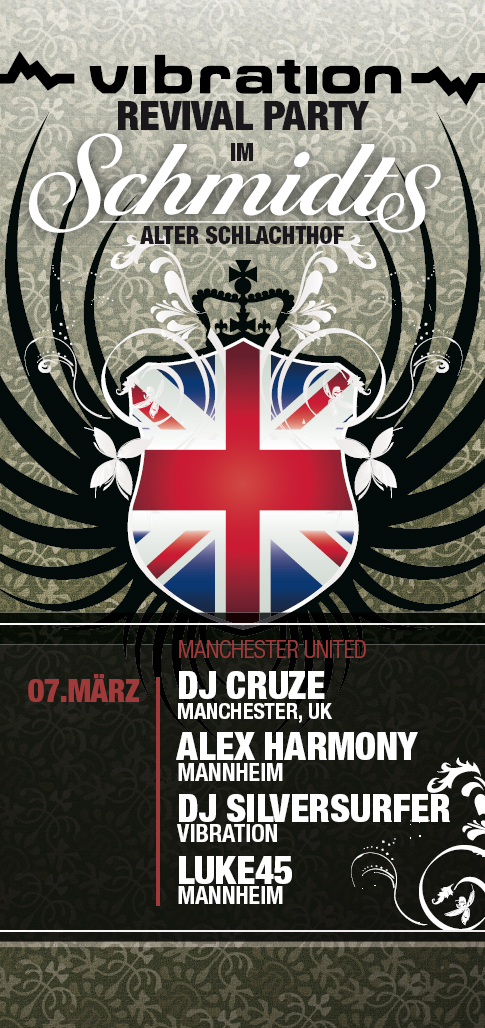 vibration
REVIVAL PARTY
IM
Schmidts
ALTER SCHLACHTHOF
MANCHESTER UNITED
07.MÄRZ
DJ CRUZE
MANCHESTER, UK
ALEX HARMONY
MANNHEIM
DJ SILVERSURFER
VIBRATION
LUKE45
MANNHEIM